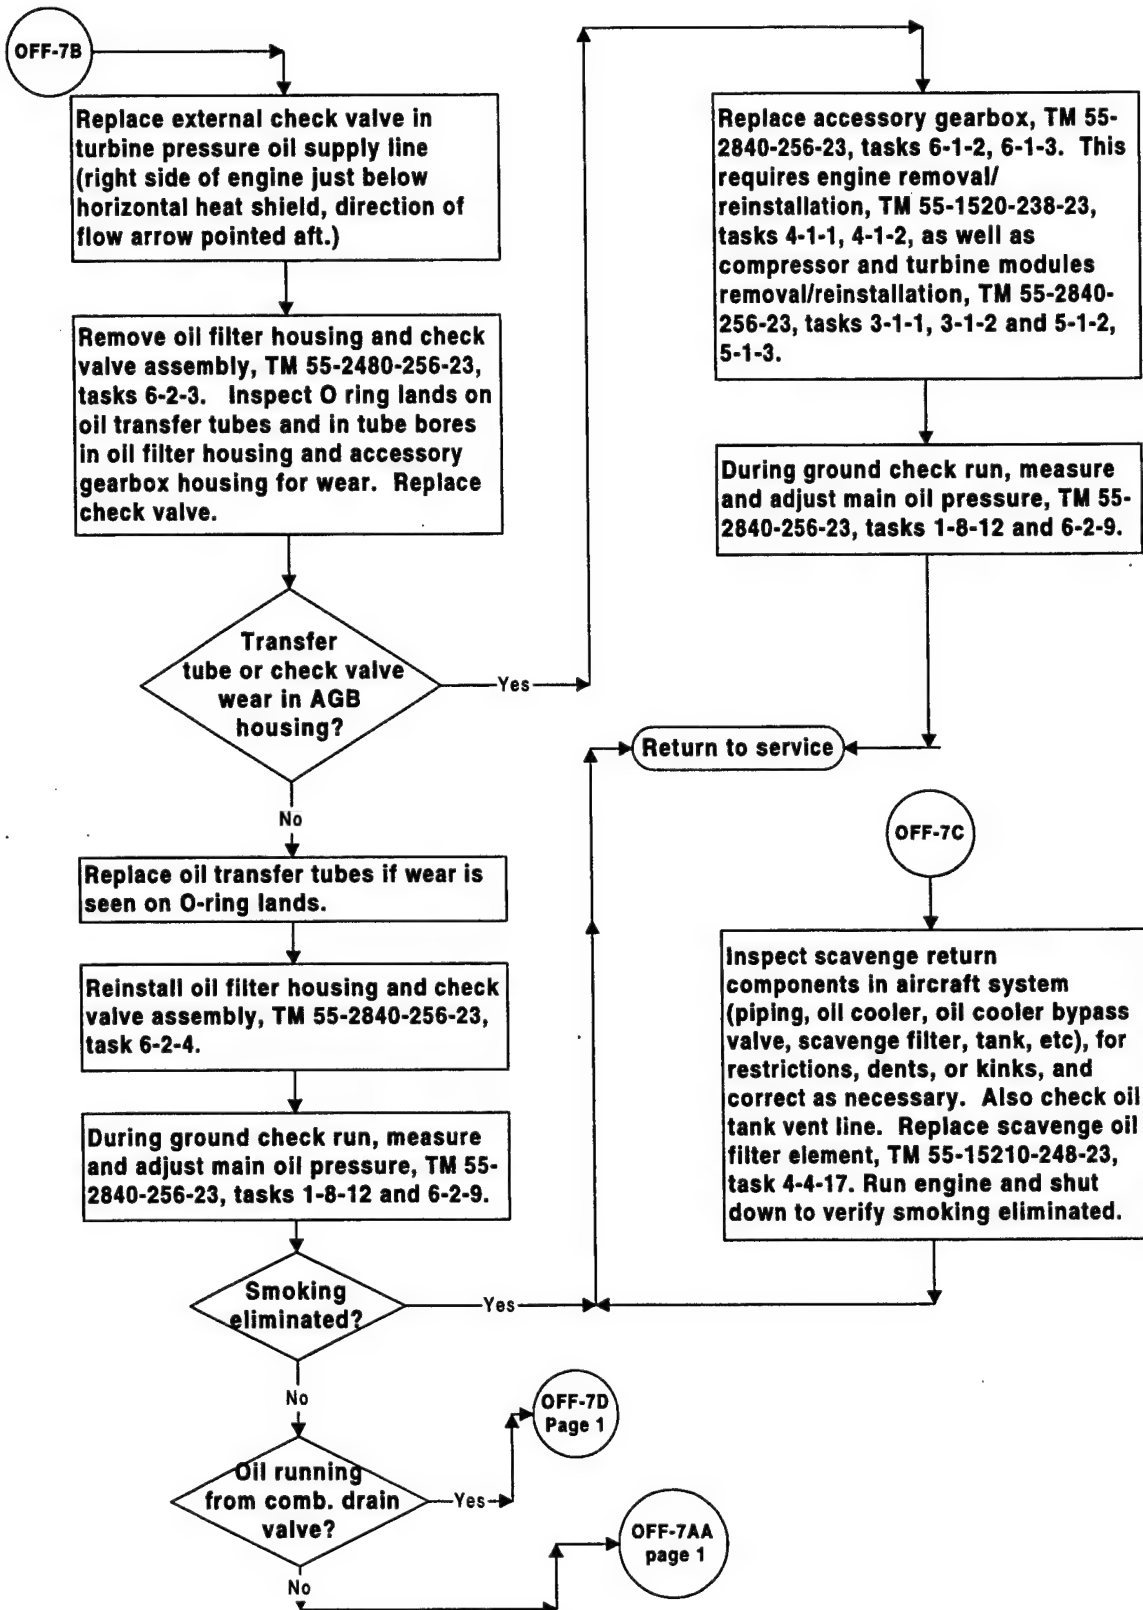 OFF-7B
Replace external check valve in
turbine pressure oil supply line
(right side of engine just below
horizontal heat shield, direction of
flow arrow pointed aft.)
Remove oil filter housing and check
valve assembly, TM 55-2480-256-23,
tasks 6-2-3. Inspect O ring lands on
oil transfer tubes and in tube bores
in oil filter housing and accessory
gearbox housing for wear. Replace
check valve.
Transfer
tube or check valve
wear in AGB
housing?
Yes
No
Replace oil transfer tubes if wear is
seen on O-ring lands.
Reinstall oil filter housing and check
valve assembly, TM 55-2840-256-23,
task 6-2-4.
During ground check run, measure
and adjust main oil pressure, TM 55-
2840-256-23, tasks 1-8-12 and 6-2-9.
Smoking
eliminated?
Yes
No
Oil running
from comb. drain
valve?
Yes
No
OFF-7D
Page 1
OFF-7AA
page 1
Replace accessory gearbox, TM 55-
2840-256-23, tasks 6-1-2, 6-1-3. This
requires engine removal/
reinstallation, TM 55-1520-238-23,
tasks 4-1-1, 4-1-2, as well as
compressor and turbine modules
removal/reinstallation, TM 55-2840-
256-23, tasks 3-1-1, 3-1-2 and 5-1-2,
5-1-3.
During ground check run, measure
and adjust main oil pressure, TM 55-
2840-256-23, tasks 1-8-12 and 6-2-9.
Return to service
OFF-7C
Inspect scavenge return
components in aircraft system
(piping, oil cooler, oil cooler bypass
valve, scavenge filter, tank, etc), for
restrictions, dents, or kinks, and
correct as necessary. Also check oil
tank vent line. Replace scavenge oil
filter element, TM 55-15210-248-23,
task 4-4-17. Run engine and shut
down to verify smoking eliminated.